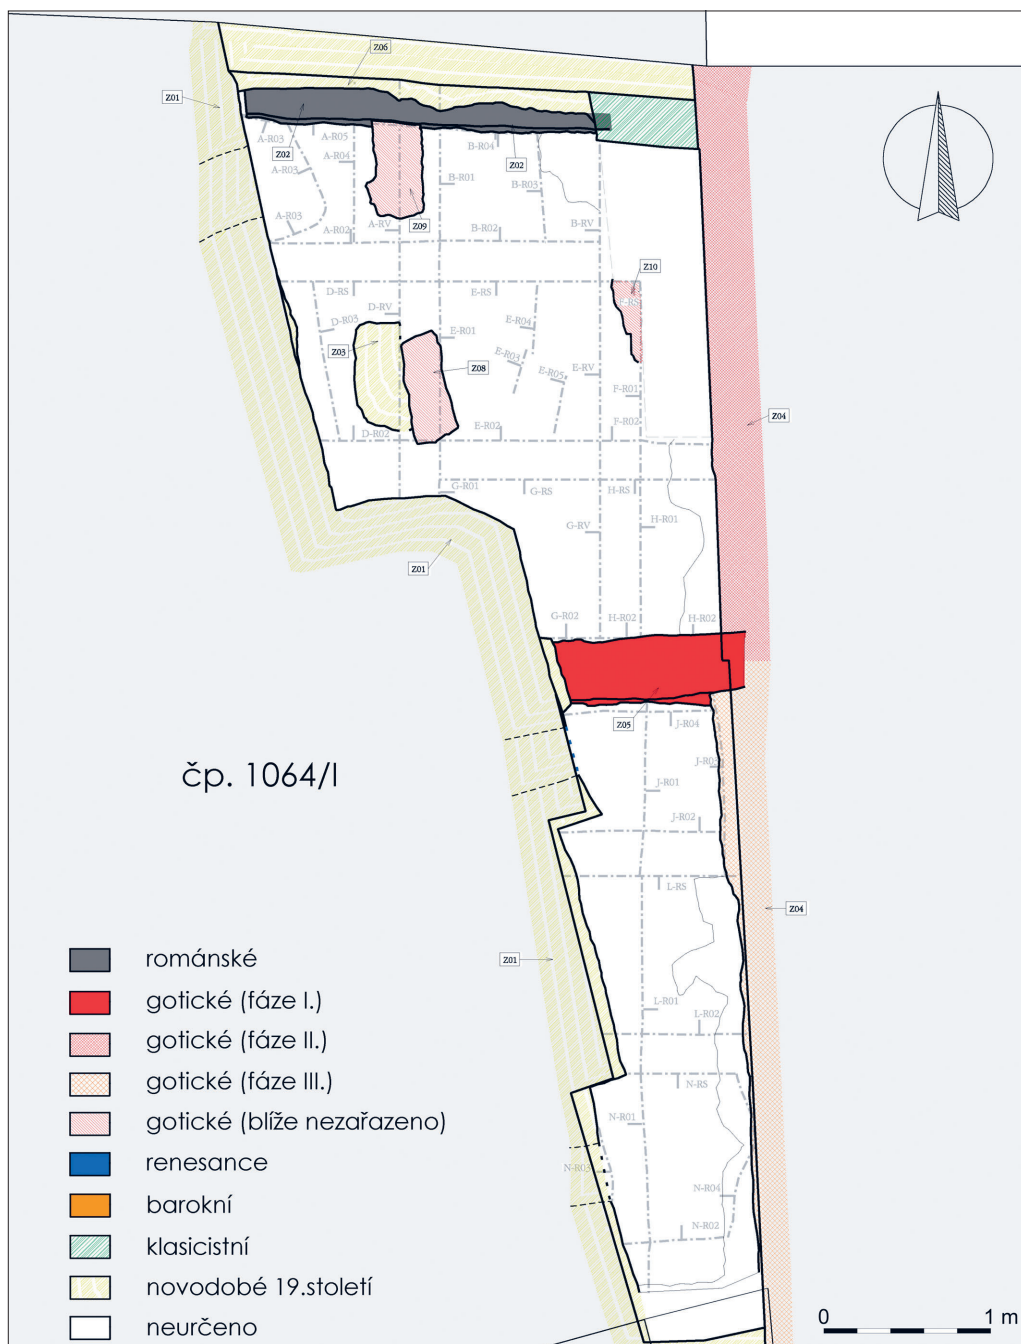 Z06
Z01
A-R03
A-R05
Z02
A-R04
A-R03
B-R04
Z02
B-R01
B-R03
A-R03
A-R02
A-RV
Z09
B-R02
B-RV
Z10
D-RS
E-RS
F-RS
D-RV
D-R03
E-R01
E-R04
Z03
E-R03
Z08
E-R05
E-RV
F-R01
Z04
D-R02
E-R02
F-R02
G-R01
G-RS
H-RS
G-RV
H-R01
Z01
G-R02
H-R02
H-R02
Z05
J-R04
čp. 1064/I
J-R03
J-R01
J-R02
L-RS
Z04
Z01
L-R01
L-R02
N-RS
N-R01
N-R03
N-R04
N-R02
románské
gotické (fáze I.)
gotické (fáze II.)
gotické (fáze III.)
gotické (blíže nezařazeno)
renesance
barokní
klasicistní
novodobé 19.století
neurčeno
0 1 m